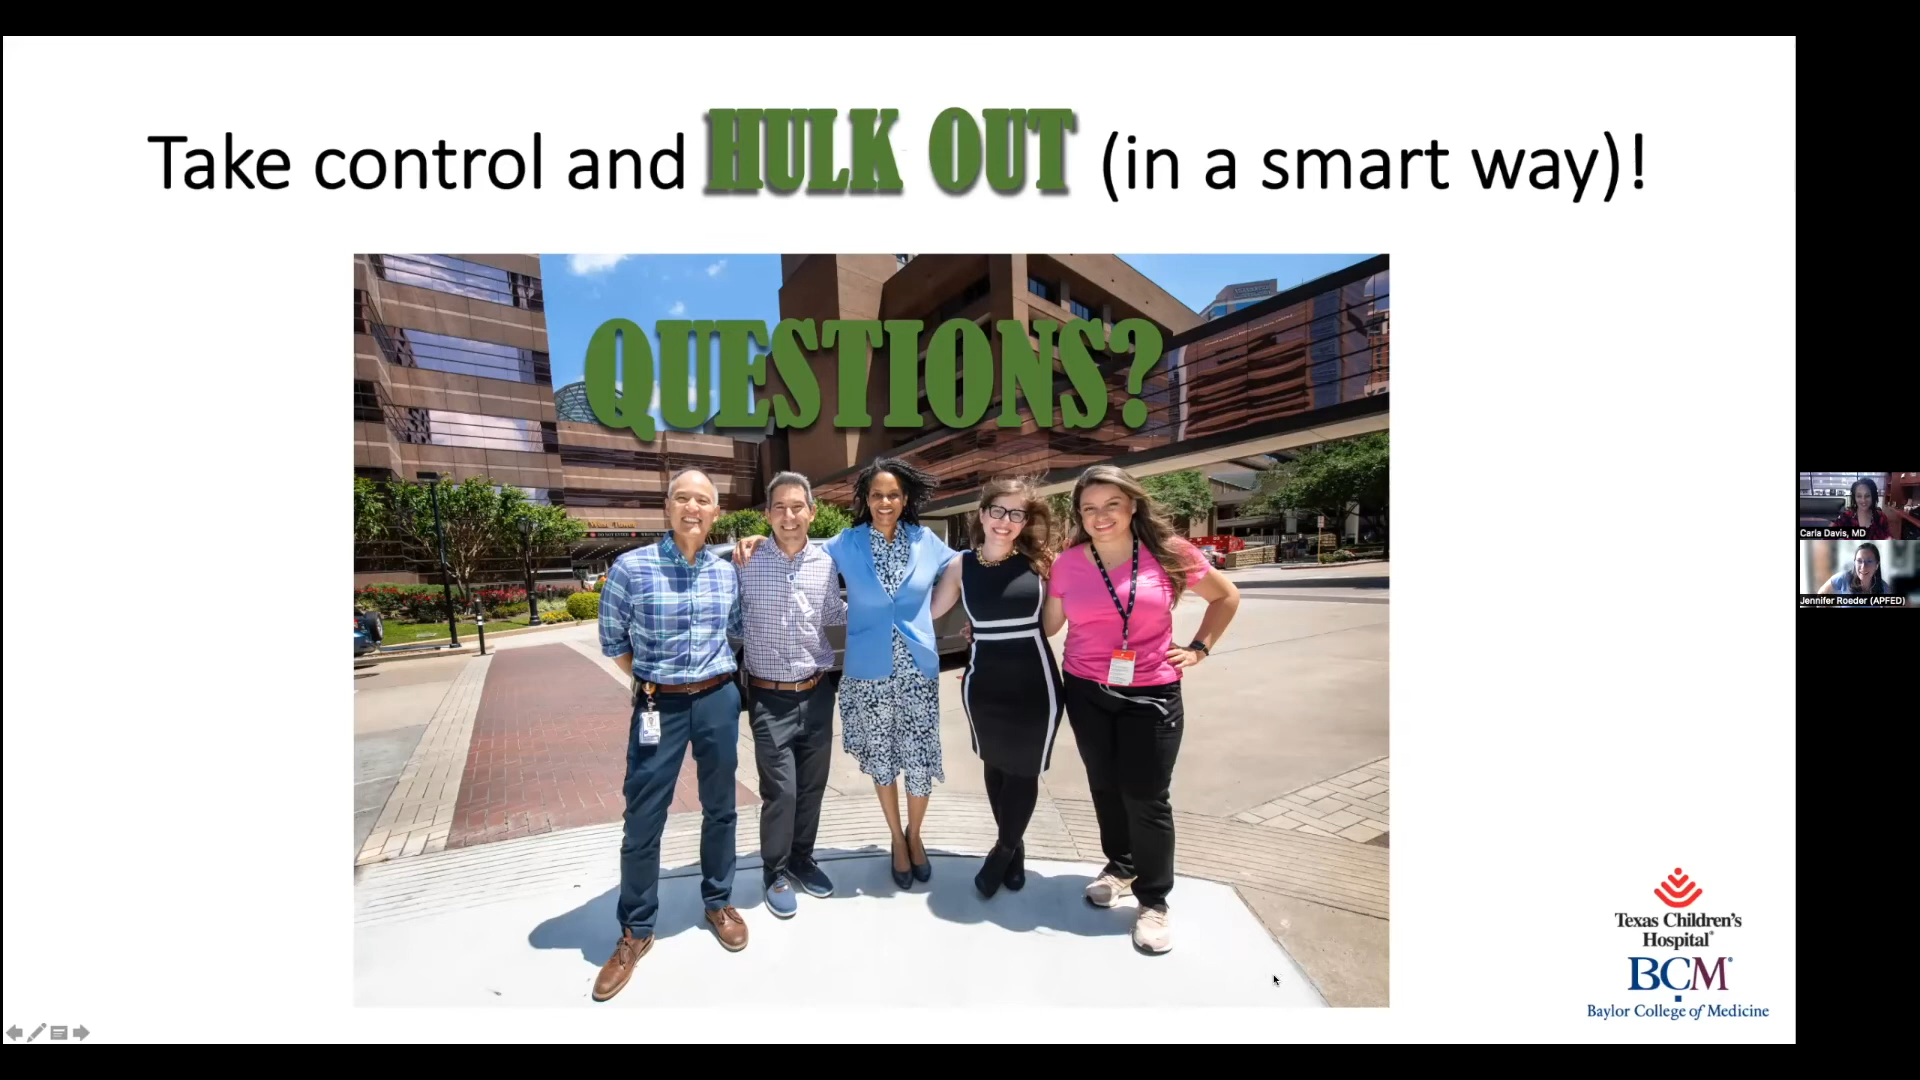 Take control and HULK OUT (in a smart way)!
QUESTIONS?
Carla Davis, MD
Jennifer Roeder (APFED)
Texas Children's
Hospital®
BCM®
Baylor College of Medicine